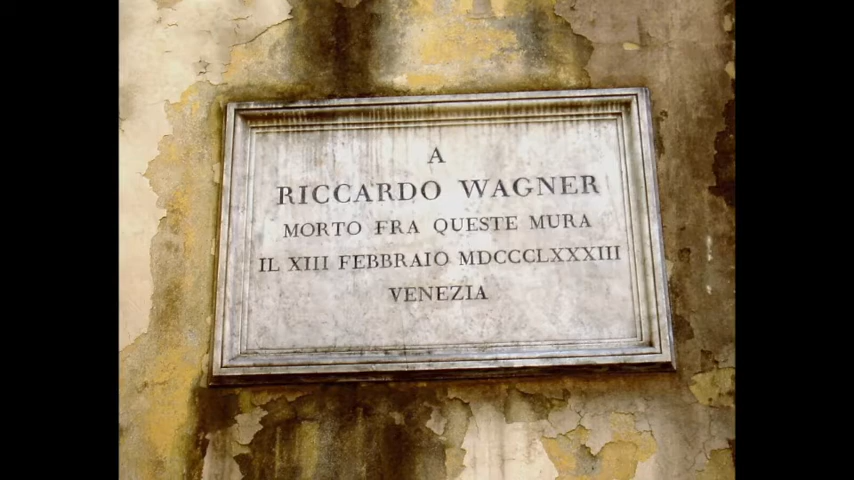 A
RICCARDO WAGNER
MORTO FRA QUESTE MURA
IL XIII FEBBRAIO MDCCCLXXXIII
VENEZIA